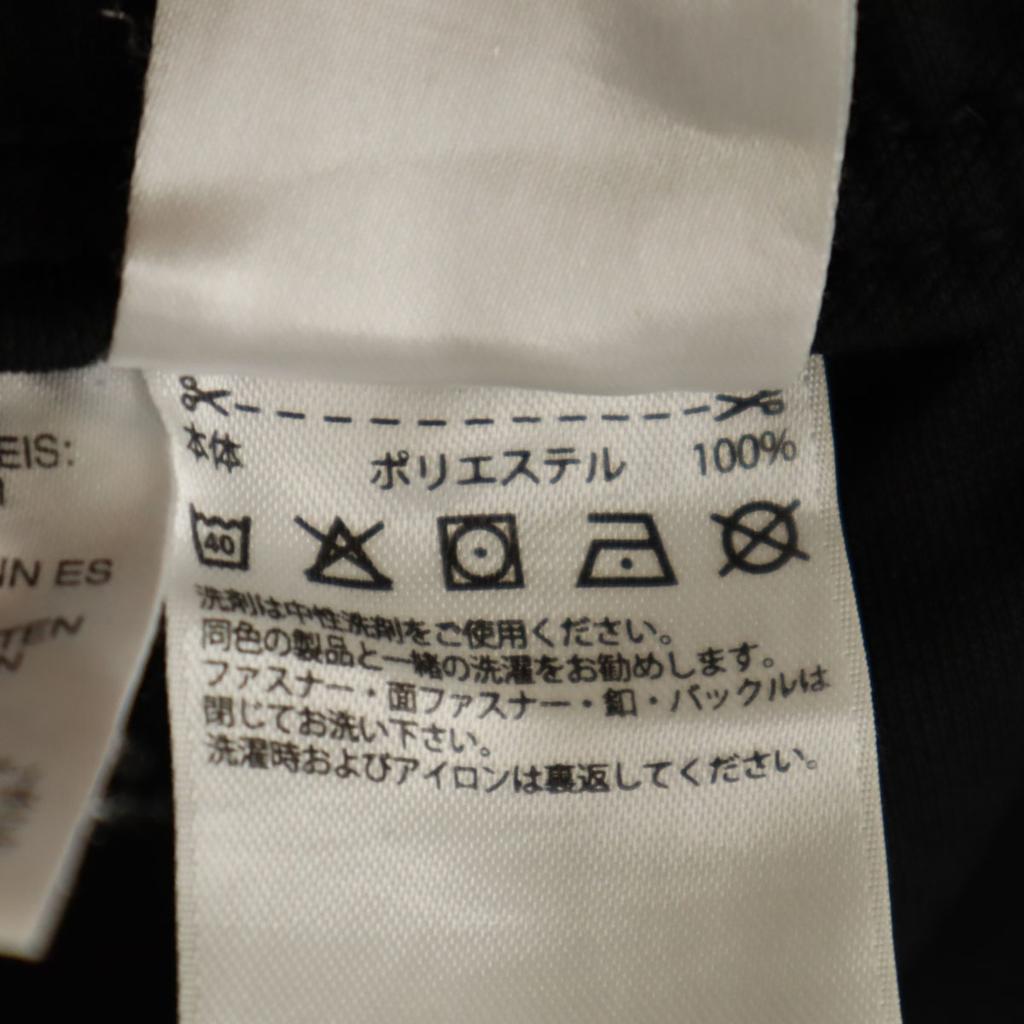 EIS:
NN ES
TEN
N
本体 ポリエステル 100%
40
洗剤は中性洗剤をご使用ください。
同色の製品と一緒の洗濯をお勧めします。
ファスナー・面ファスナー・釦・バックルは
閉じてお洗い下さい。
洗濯時およびアイロンは裏返してください。